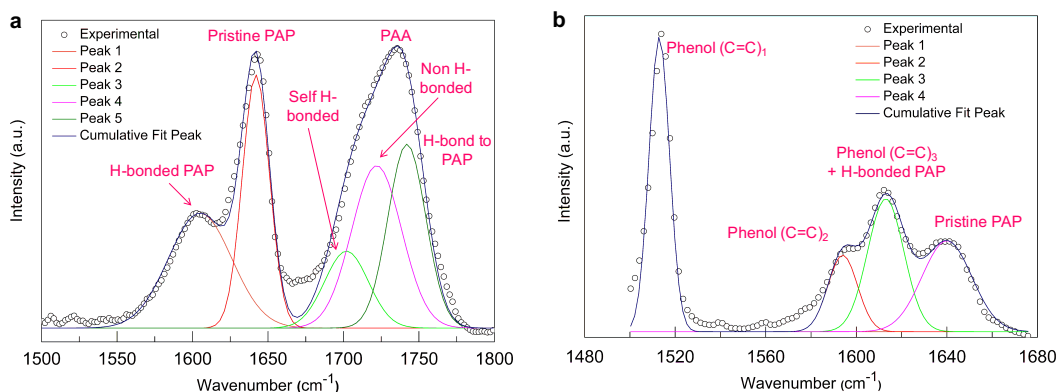 a
Experimental
Peak 1
Peak 2
Peak 3
Peak 4
Peak 5
Cumulative Fit Peak
Pristine PAP
PAA
Non H-
bonded
Self H-
bonded
H-bond to
PAP
H-bonded PAP
Intensity (a.u.)
1500 1550 1600 1650 1700 1750 1800
Wavenumber (cm⁻¹)
b
Phenol (C=C)₁
Experimental
Peak 1
Peak 2
Peak 3
Peak 4
Cumulative Fit Peak
Phenol (C=C)₃
+ H-bonded PAP
Phenol (C=C)₂
Pristine PAP
Intensity (a.u.)
1480 1520 1560 1600 1640 1680
Wavenumber (cm⁻¹)